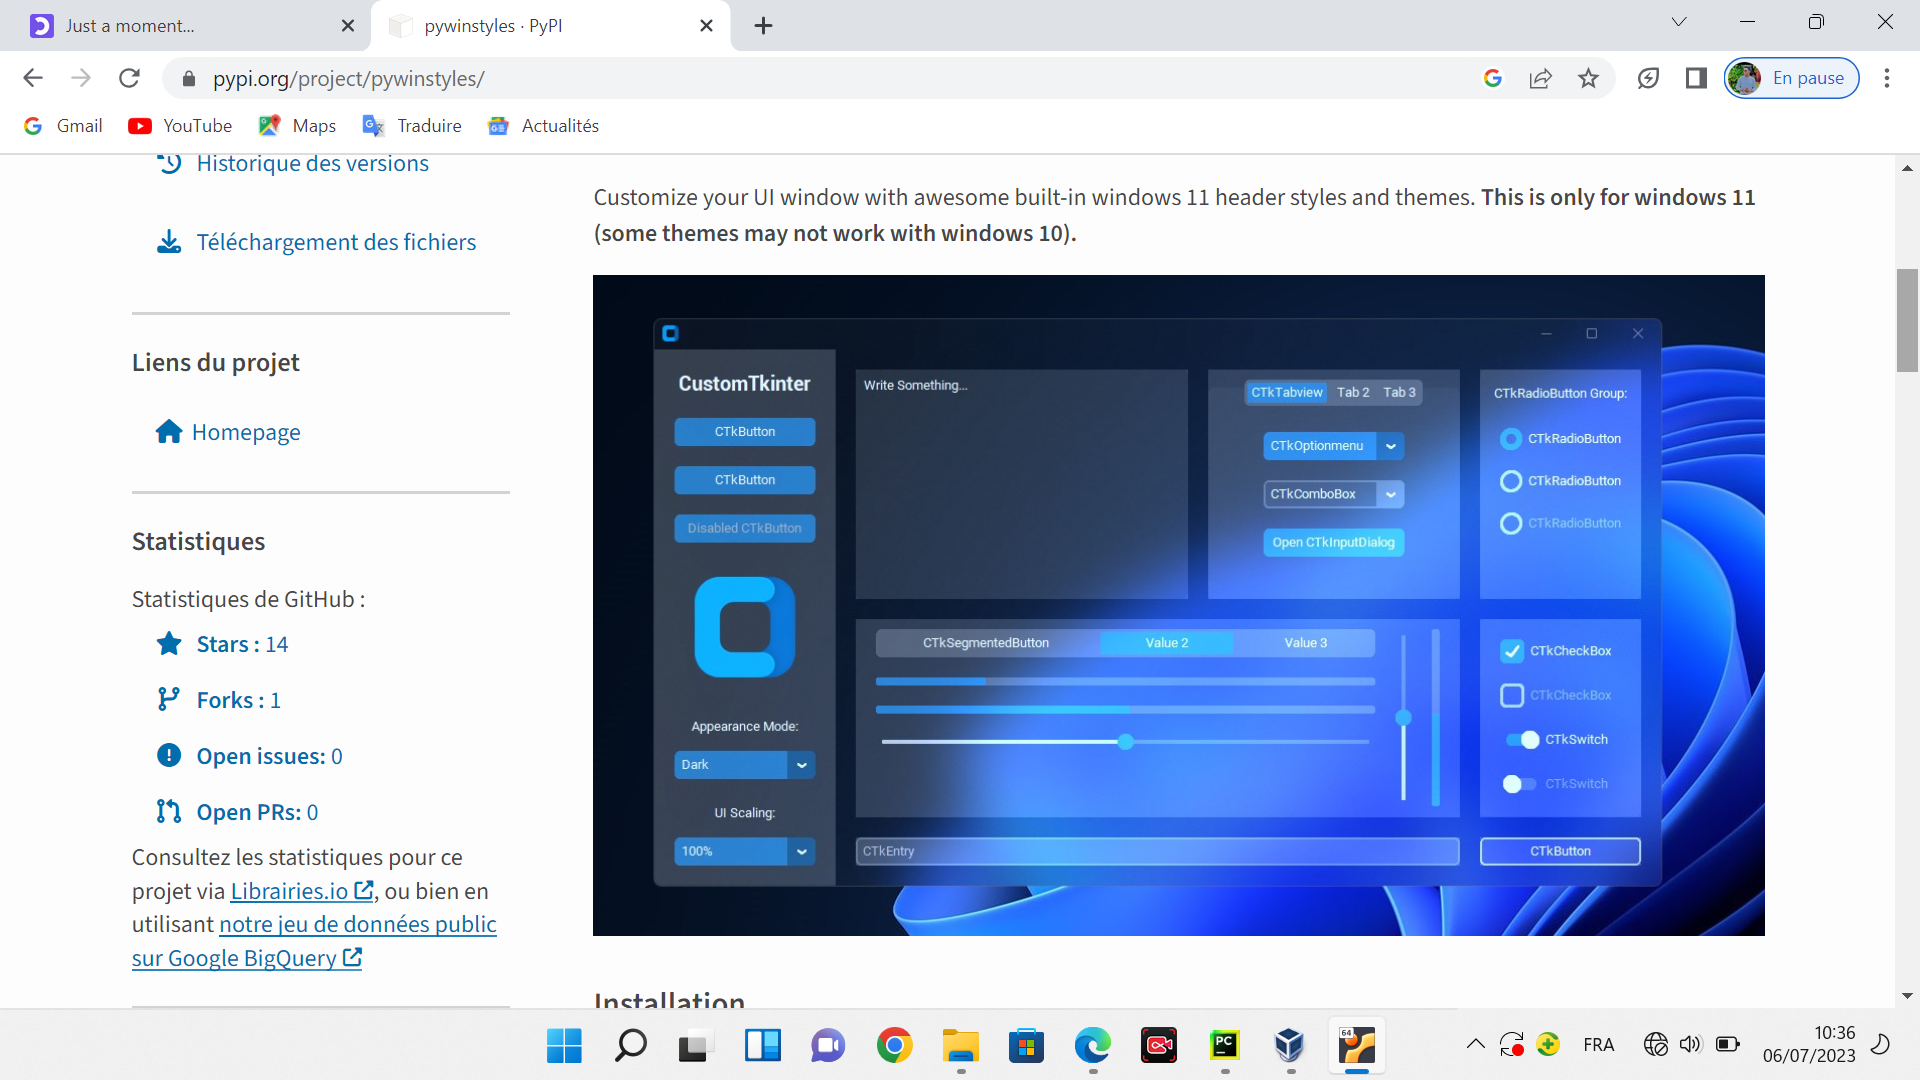 Just a moment...
pywinstyles · PyPI
pypi.org/project/pywinstyles/
En pause
Gmail
YouTube
Maps
Traduire
Actualités
Historique des versions
Téléchargement des fichiers
Liens du projet
Homepage
Statistiques
Statistiques de GitHub :
Stars : 14
Forks : 1
Open issues: 0
Open PRs: 0
Consultez les statistiques pour ce
projet via Librairies.io, ou bien en
utilisant notre jeu de données public
sur Google BigQuery
Customize your UI window with awesome built-in windows 11 header styles and themes. This is only for windows 11
(some themes may not work with windows 10).
CustomTkinter
CTkButton
CTkButton
Disabled CTkButton
Appearance Mode:
Dark
UI Scaling:
100%
Write Something...
CTkTabview Tab 2 Tab 3
CTkOptionmenu
CTkComboBox
Open CTkInputDialog
CTkRadioButton Group:
CTkRadioButton
CTkRadioButton
CTkRadioButton
CTkSegmentedButton Value 2 Value 3
CTkCheckBox
CTkCheckBox
CTkSwitch
CTkSwitch
CTkEntry
CTkButton
Installation
PC
64
FRA
10:36
06/07/2023